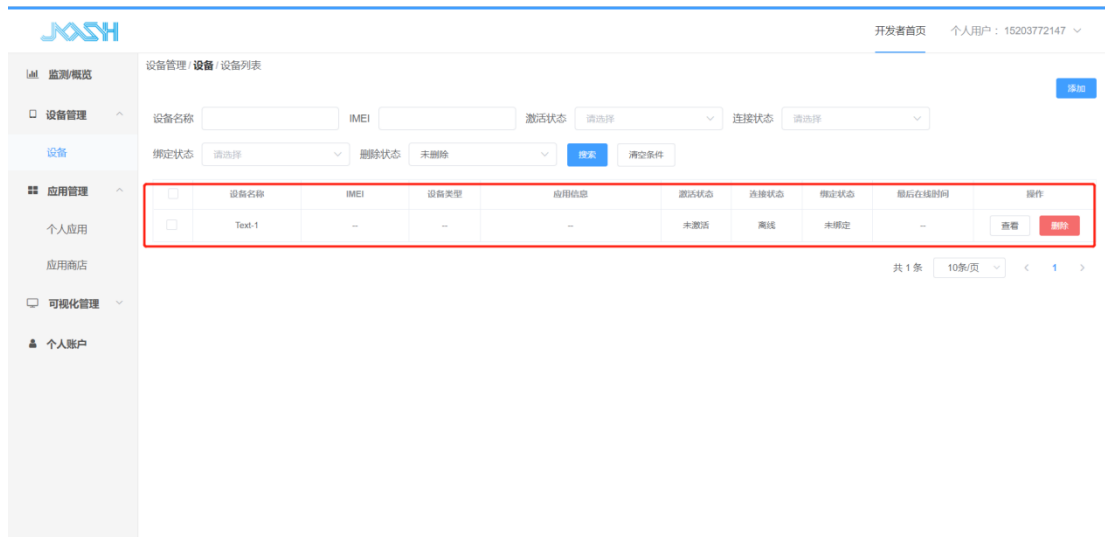 JMASH
开发者首页 个人用户： 15203772147
监测/概览
设备管理
设备
应用管理
个人应用
应用商店
可视化管理
个人账户
设备管理 / 设备 / 设备列表
添加
设备名称 IMEI 激活状态 请选择 连接状态 请选择
绑定状态 请选择 删除状态 未删除 搜索 清空条件
设备名称 IMEI 设备类型 应用信息 激活状态 连接状态 绑定状态 最后在线时间 操作
Text-1 -- -- -- 未激活 离线 未绑定 -- 查看 删除
共 1 条 10条/页 < 1 >